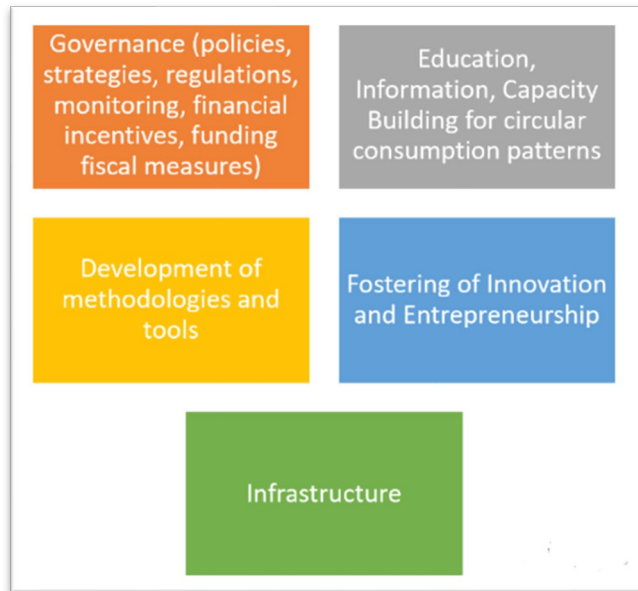 Governance (policies,
strategies, regulations,
monitoring, financial
incentives, funding
fiscal measures)
Education,
Information, Capacity
Building for circular
consumption patterns
Development of
methodologies and
tools
Fostering of Innovation
and Entrepreneurship
Infrastructure